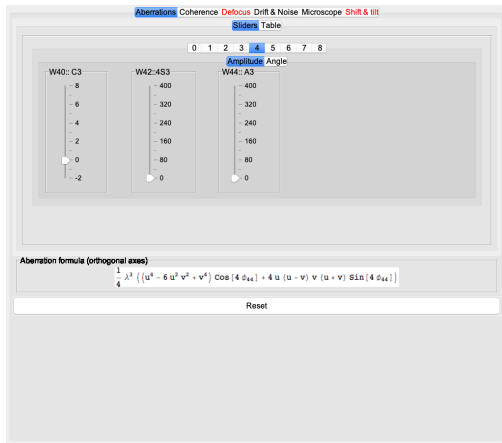 Aberrations Coherence Defocus Drift & Noise Microscope Shift & tilt
Sliders Table
0 1 2 3 4 5 6 7 8
Amplitude Angle
W40:: C3 W42::4S3 W44:: A3
8 400 400
6 320 320
4 240 240
2 160 160
0 80 80
-2 0 0
Aberration formula (orthogonal axes)
1/4 λ³ ((u⁴ - 6 u² v² + v⁴) Cos[4 ϕ₄₄] + 4 u (u - v) v (u + v) Sin[4 ϕ₄₄])
Reset